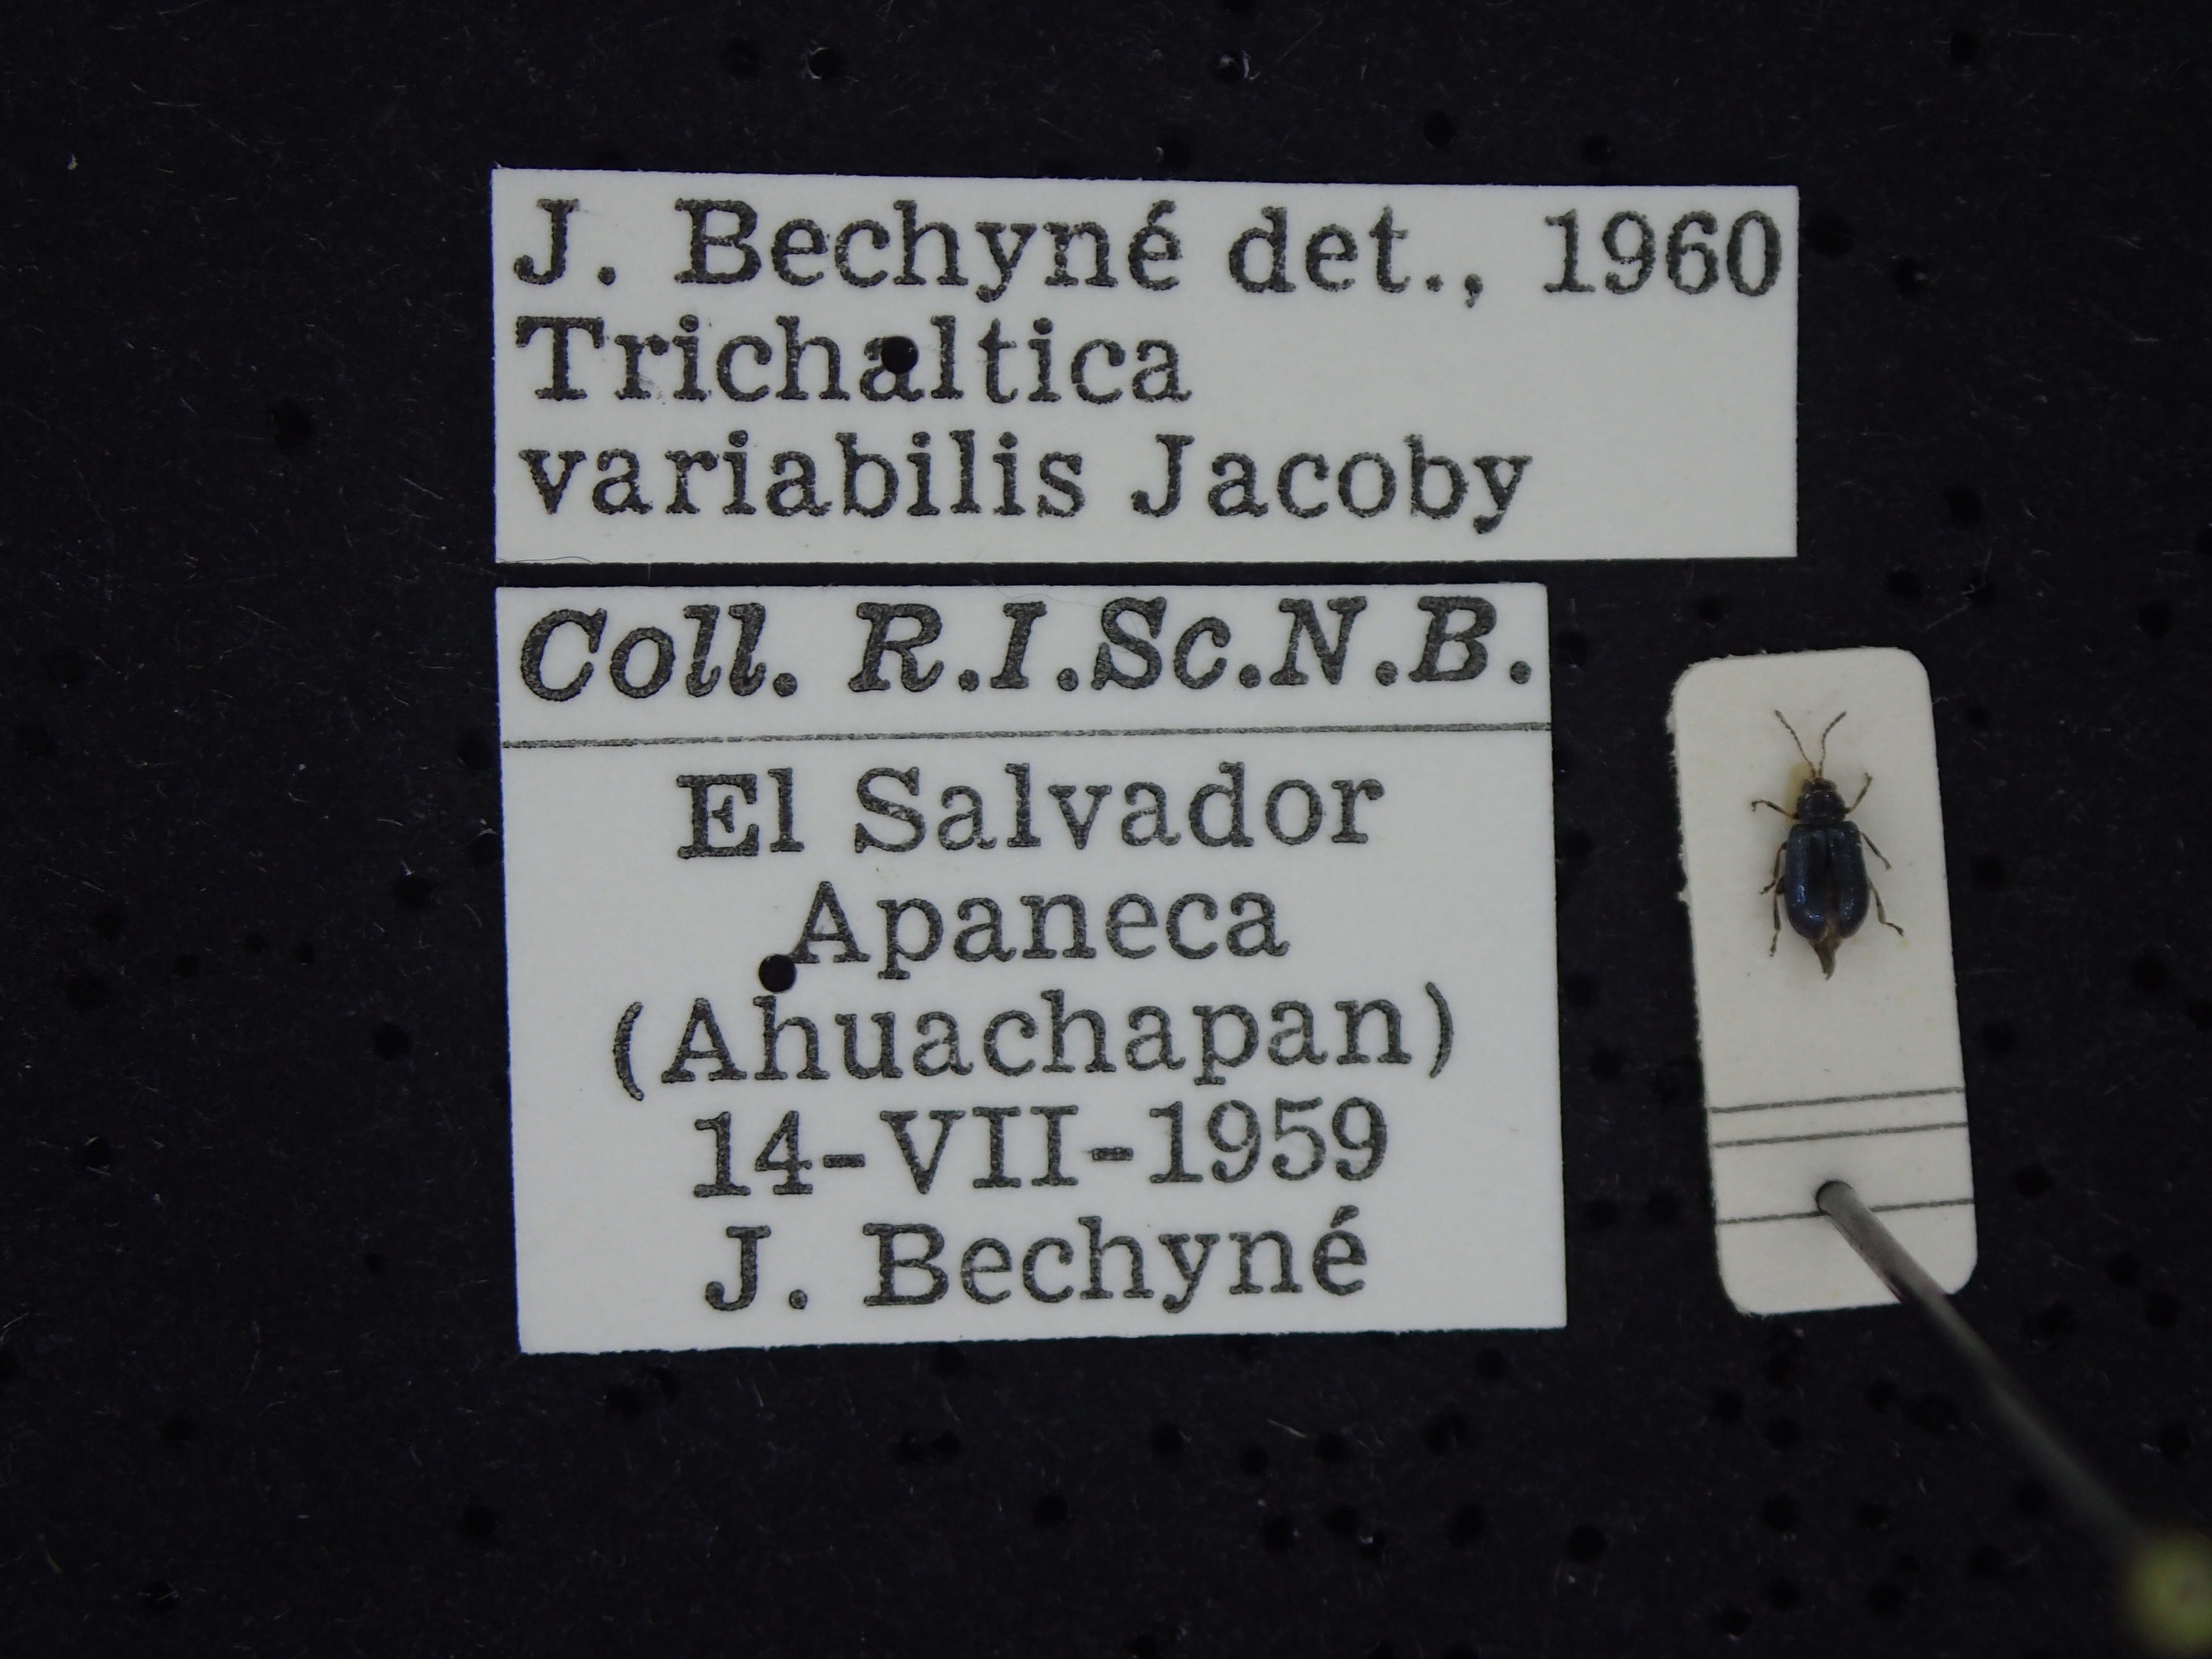 J. Bechyné det., 1960
Trichaltica
variabilis Jacoby
Coll. R.I.Sc.N.B.
El Salvador
Apaneca
(Ahuachapan)
14-VII-1959
J. Bechyné